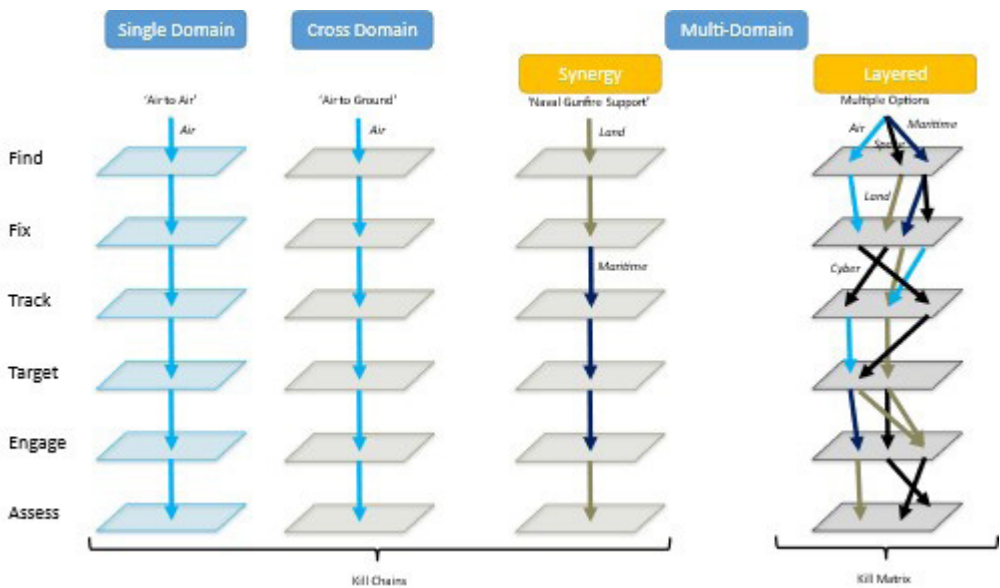 Single Domain
Cross Domain
Multi-Domain
Synergy
Layered
'Air to Air'
'Air to Ground'
'Naval Gunfire Support'
Multiple Options
Air
Air
Land
Air
Maritime
Space
Find
Land
Fix
Maritime
Cyber
Track
Target
Engage
Assess
Kill Chains
Kill Matrix